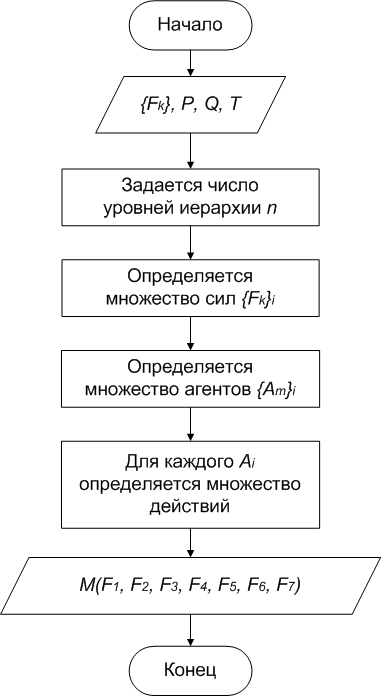 Начало
{Fk}, P, Q, T
Задается число
уровней иерархии n
Определяется
множество сил {Fk}i
Определяется
множество агентов {Am}i
Для каждого Ai
определяется множество
действий
M(F1, F2, F3, F4, F5, F6, F7)
Конец